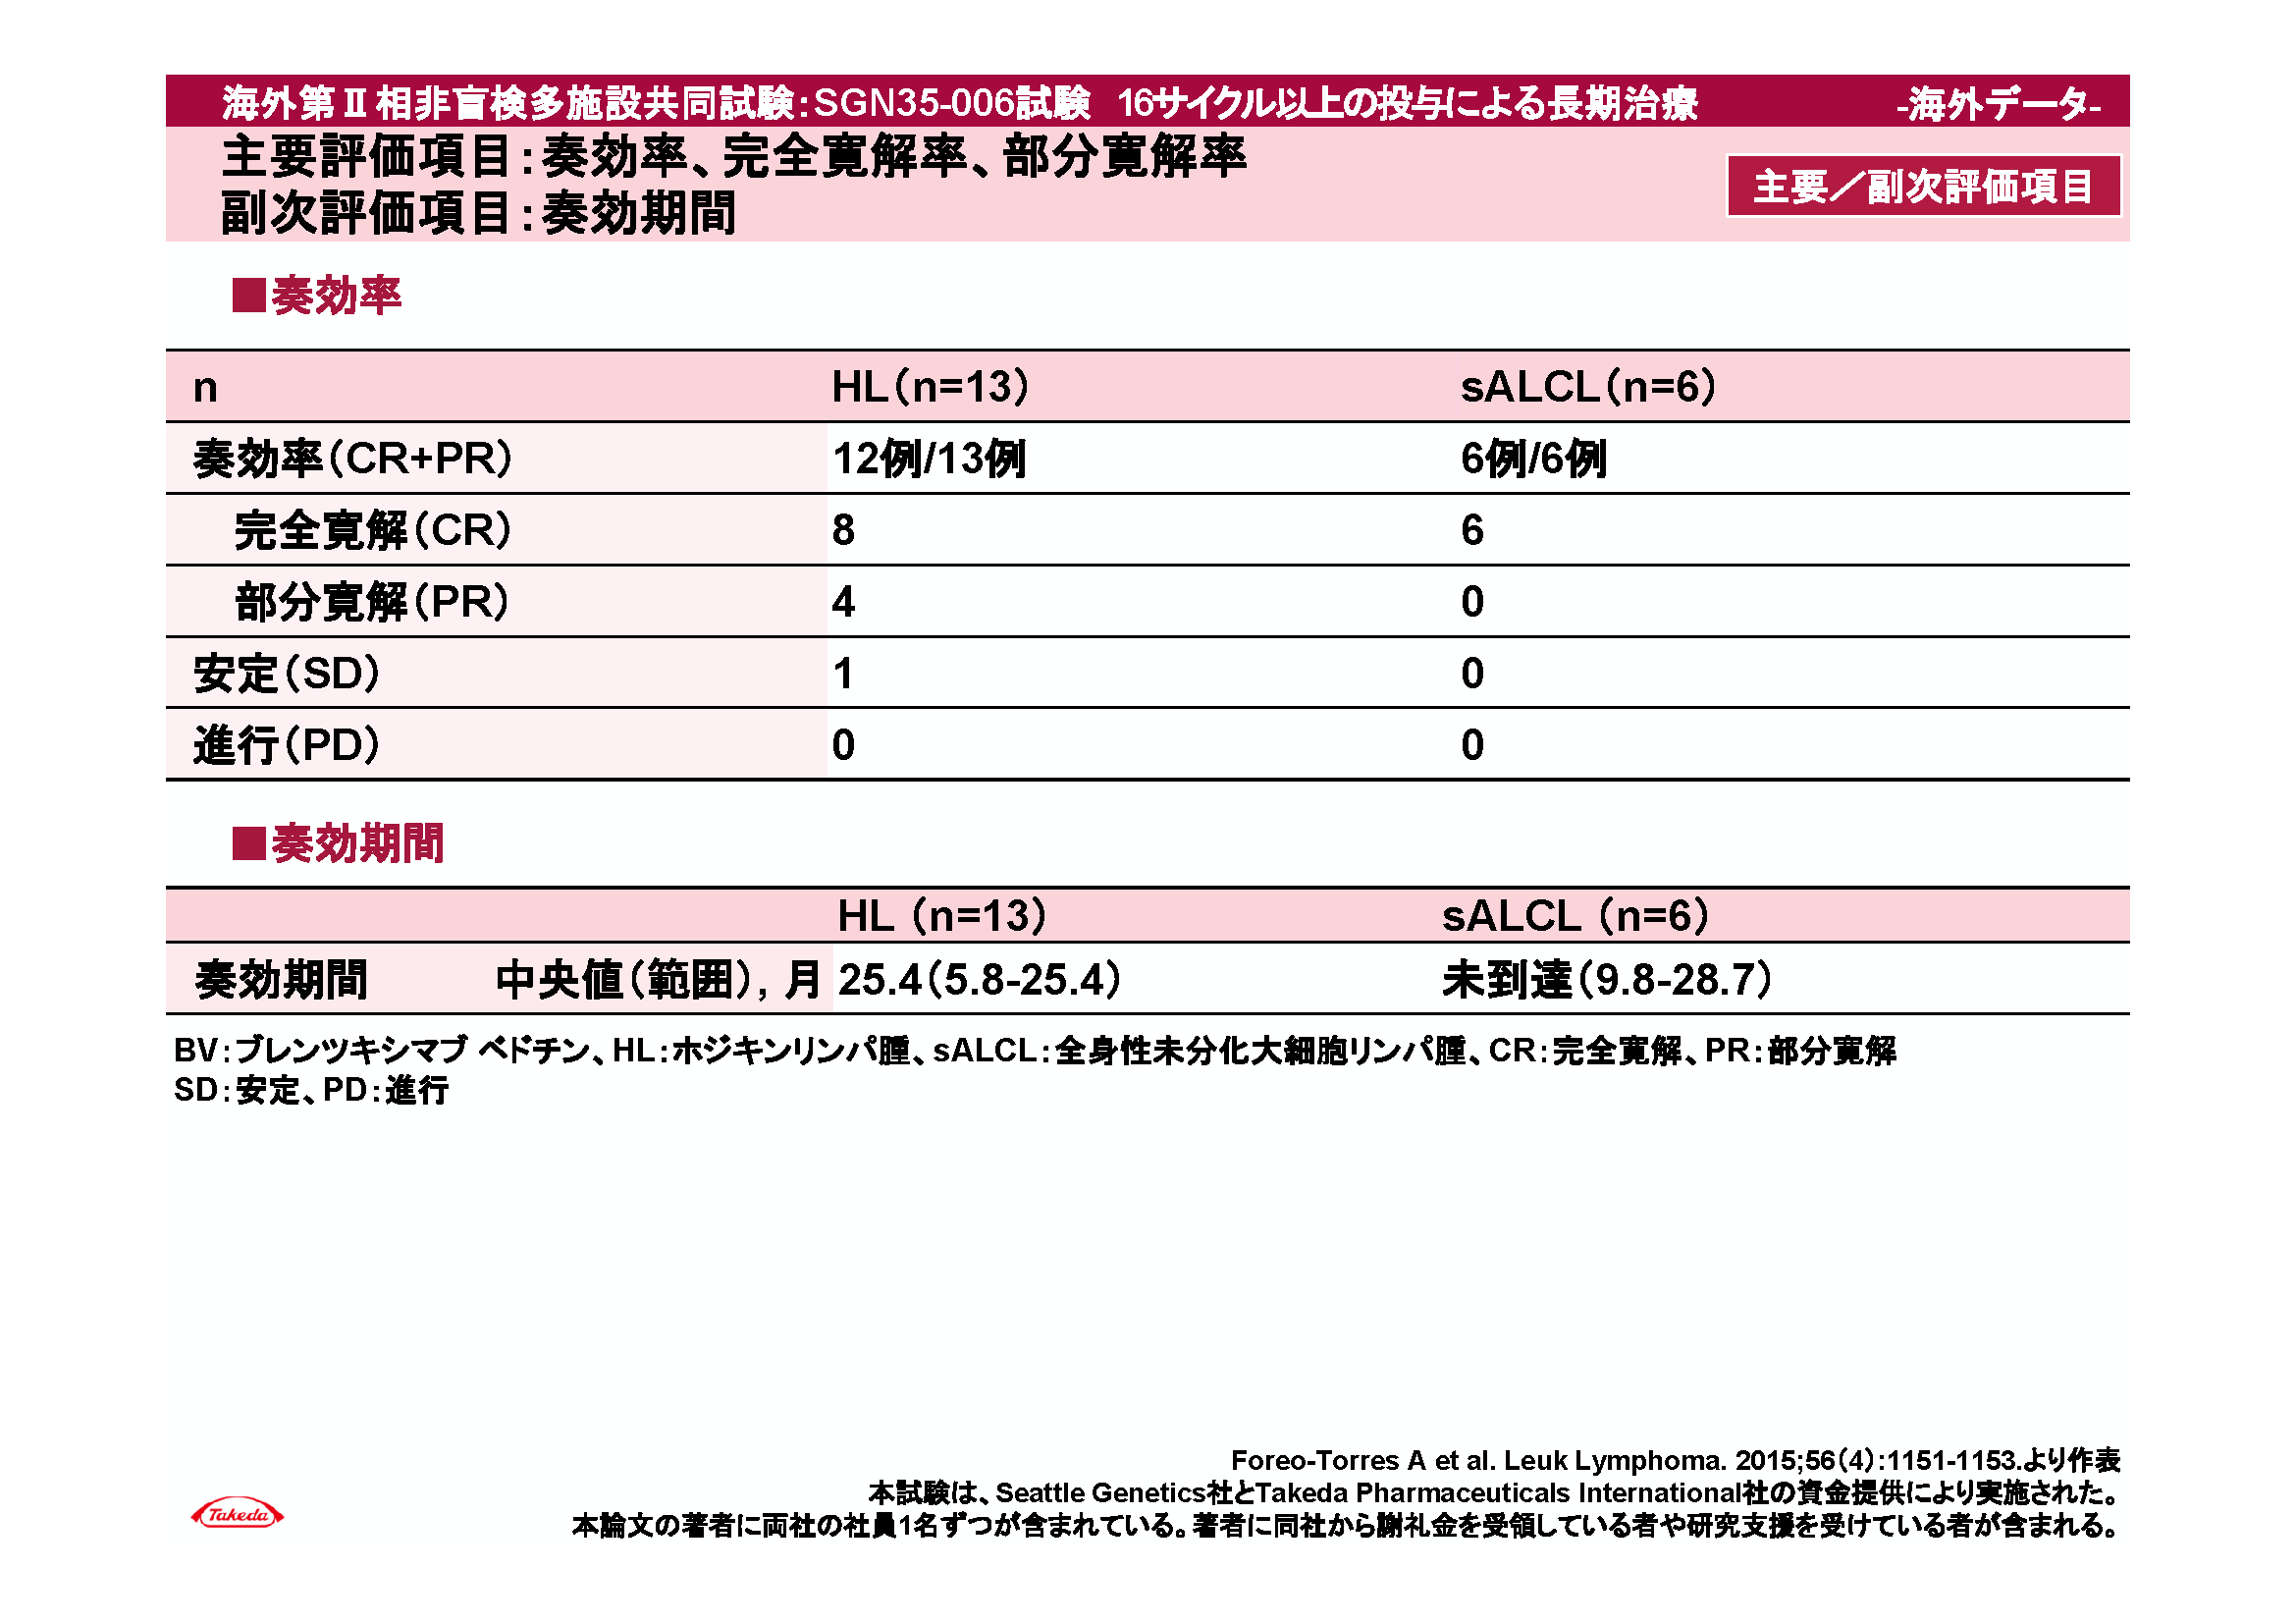 海外第Ⅱ相非盲検多施設共同試験：SGN35-006試験　16サイクル以上の投与による長期治療　-海外データ-
主要評価項目：奏効率、完全寛解率、部分寛解率
副次評価項目：奏効期間
主要／副次評価項目
■奏効率
n　HL（n=13）　sALCL（n=6）
奏効率（CR+PR）　12例/13例　6例/6例
完全寛解（CR）　8　6
部分寛解（PR）　4　0
安定（SD）　1　0
進行（PD）　0　0
■奏効期間
HL （n=13）　sALCL （n=6）
奏効期間　中央値（範囲）, 月　25.4（5.8-25.4）　未到達（9.8-28.7）
BV：ブレンツキシマブ ベドチン、HL：ホジキンリンパ腫、sALCL：全身性未分化大細胞リンパ腫、CR：完全寛解、PR：部分寛解
SD：安定、PD：進行
Foreo-Torres A et al. Leuk Lymphoma. 2015;56（4）:1151-1153.より作表
本試験は、Seattle Genetics社とTakeda Pharmaceuticals International社の資金提供により実施された。
本論文の著者に両社の社員1名ずつが含まれている。著者に同社から謝礼金を受領している者や研究支援を受けている者が含まれる。
Takeda